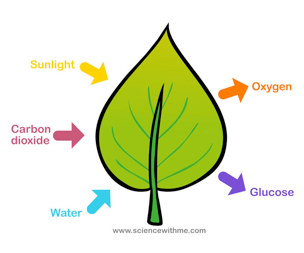 Sunlight
Oxygen
Carbon
dioxide
Glucose
Water
www.sciencewithme.com